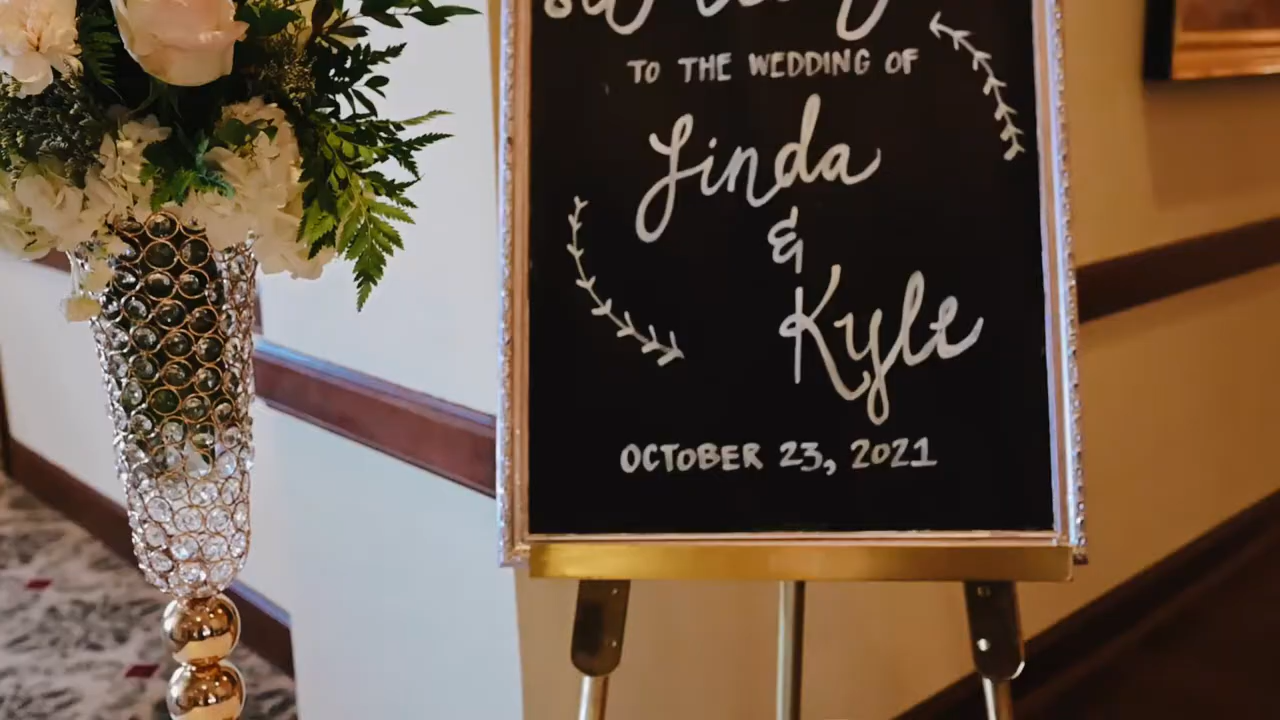 TO THE WEDDING OF
Linda
&
Kyle
OCTOBER 23, 2021